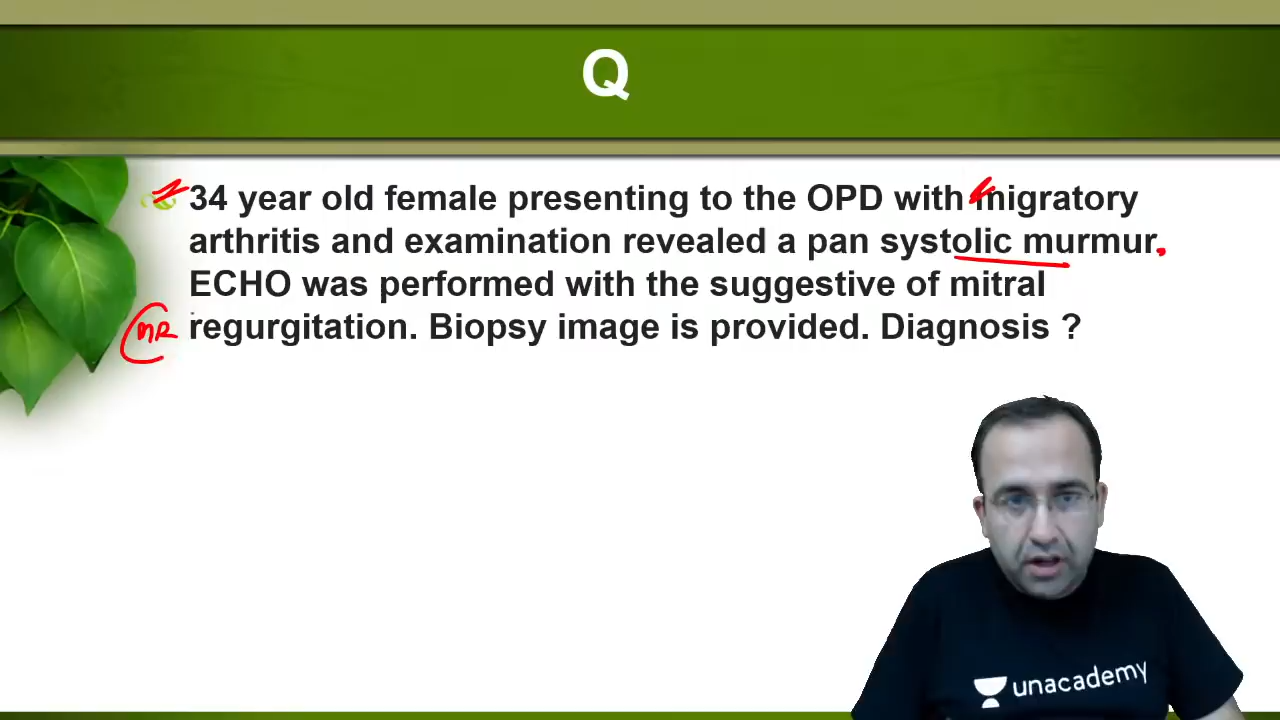 Q
34 year old female presenting to the OPD with migratory
arthritis and examination revealed a pan systolic murmur.
ECHO was performed with the suggestive of mitral
MR regurgitation. Biopsy image is provided. Diagnosis ?
unacademy